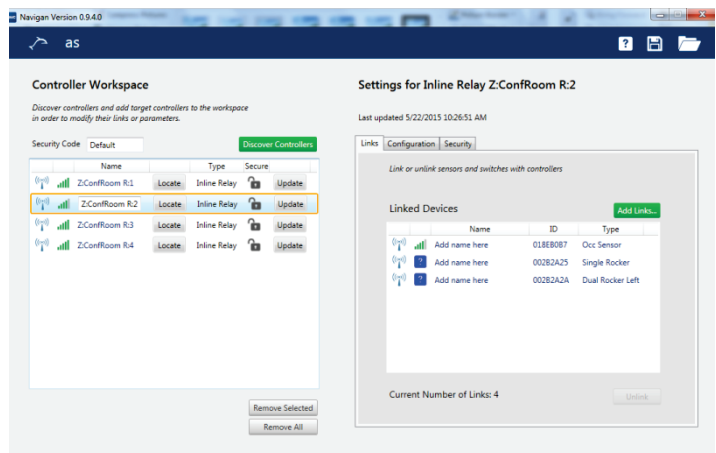 Navigan Version 0.9.4.0
as
?
Controller Workspace
Discover controllers and add target controllers to the workspace
in order to modify their links or parameters.
Security Code Default Discover Controllers
Name Type Secure
Z:ConfRoom R:1 Locate Inline Relay Update
Z:ConfRoom R:2 Locate Inline Relay Update
Z:ConfRoom R:3 Locate Inline Relay Update
Z:ConfRoom R:4 Locate Inline Relay Update
Remove Selected
Remove All
Settings for Inline Relay Z:ConfRoom R:2
Last updated 5/22/2015 10:26:51 AM
Links Configuration Security
Link or unlink sensors and switches with controllers
Linked Devices Add Links...
Name ID Type
Add name here 018EB0B7 Occ Sensor
? Add name here 002B2A25 Single Rocker
? Add name here 002B2A2A Dual Rocker Left
Current Number of Links: 4 Unlink